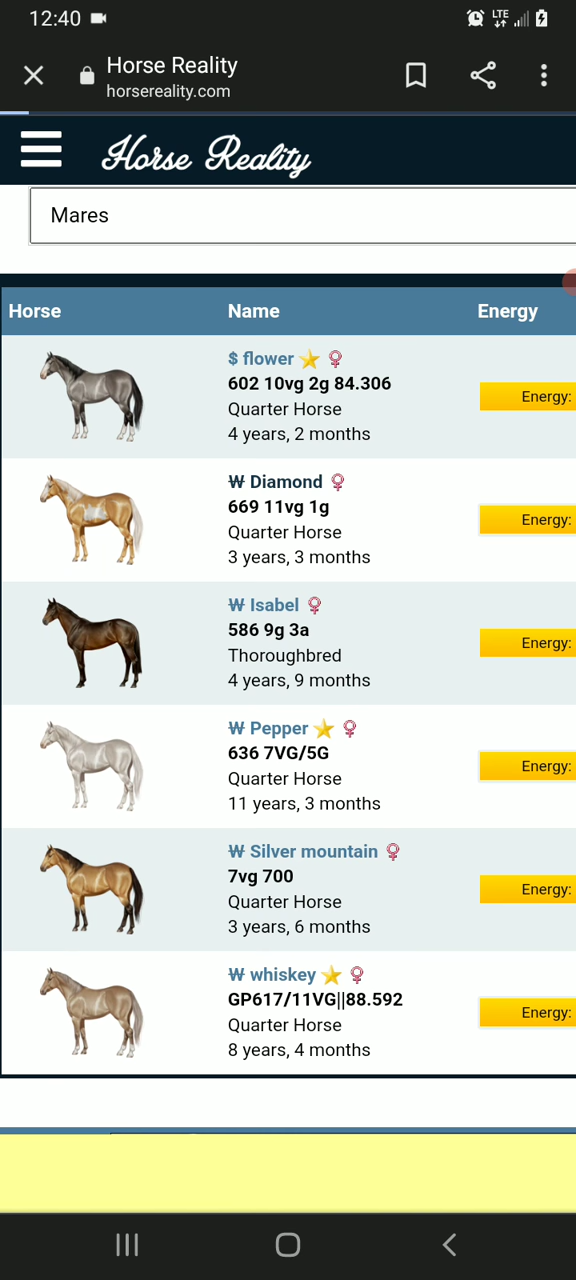 12:40
LTE
Horse Reality
horsereality.com
Horse Reality
Mares
Horse Name Energy
$ flower
602 10vg 2g 84.306
Quarter Horse
4 years, 2 months
Energy:
₩ Diamond
669 11vg 1g
Quarter Horse
3 years, 3 months
Energy:
₩ Isabel
586 9g 3a
Thoroughbred
4 years, 9 months
Energy:
₩ Pepper
636 7VG/5G
Quarter Horse
11 years, 3 months
Energy:
₩ Silver mountain
7vg 700
Quarter Horse
3 years, 6 months
Energy:
₩ whiskey
GP617/11VG||88.592
Quarter Horse
8 years, 4 months
Energy: